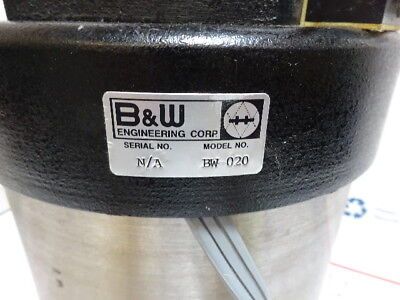 B&W
ENGINEERING CORP
SERIAL NO. MODEL NO.
N/A BW 020